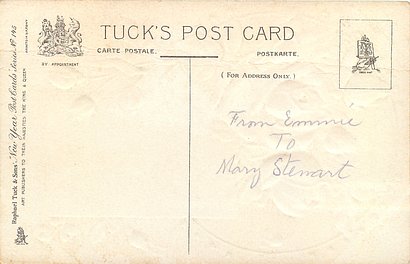 TUCK'S POST CARD
CARTE POSTALE.
POSTKARTE.
BY APPOINTMENT
( FOR ADDRESS ONLY. )
From Emmie
To
Mary Stewart
Raphael Tuck & Sons' "New Year" Post Cards Series Nº
ART PUBLISHERS TO THEIR MAJESTIES THE KING & QUEEN